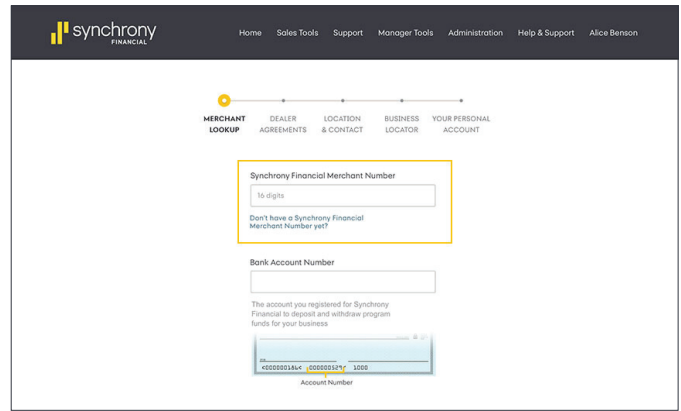 synchrony
FINANCIAL
Home Sales Tools Support Manager Tools Administration Help & Support Alice Benson
MERCHANT LOOKUP
DEALER AGREEMENTS
LOCATION & CONTACT
BUSINESS LOCATOR
YOUR PERSONAL ACCOUNT
Synchrony Financial Merchant Number
16 digits
Don't have a Synchrony Financial
Merchant Number yet?
Bank Account Number
The account you registered for Synchrony
Financial to deposit and withdraw program
funds for your business
<000000186< 000000529< 1000
Account Number